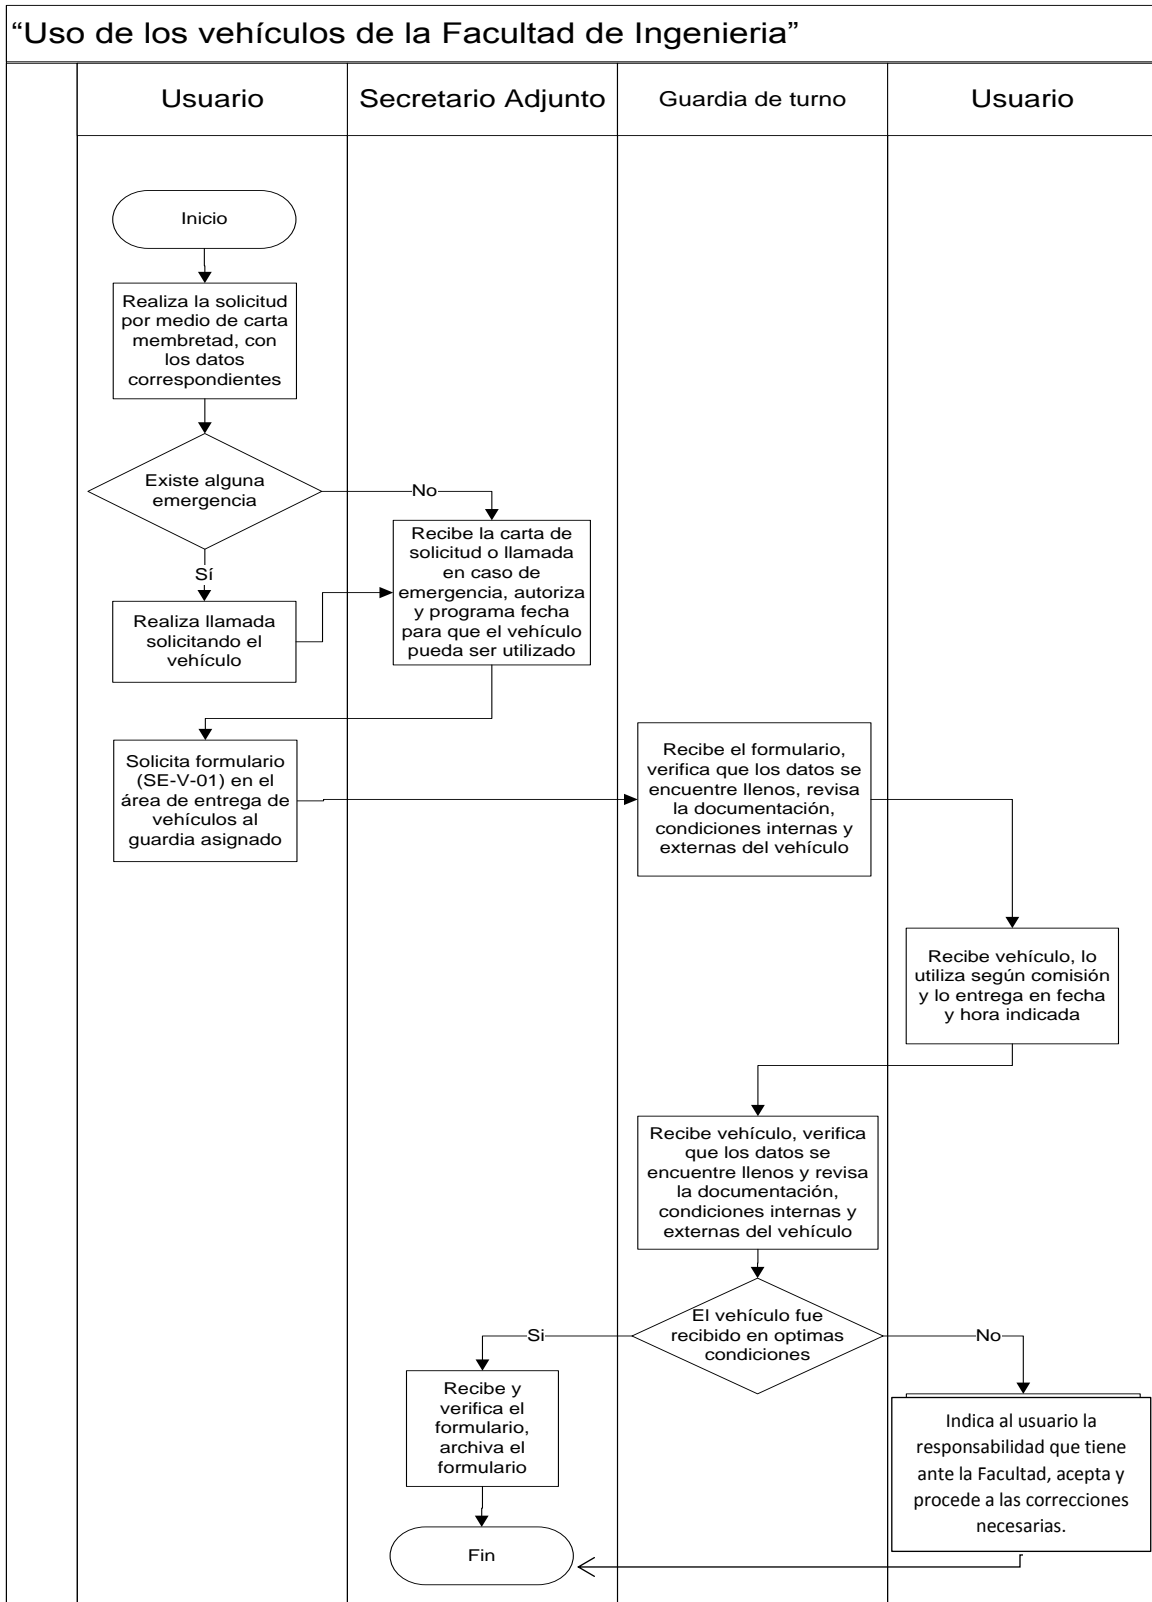 “Uso de los vehículos de la Facultad de Ingenieria”
Usuario
Secretario Adjunto
Guardia de turno
Usuario
Inicio
Realiza la solicitud
por medio de carta
membretad, con
los datos
correspondientes
Existe alguna
emergencia
No
Sí
Recibe la carta de
solicitud o llamada
en caso de
emergencia, autoriza
y programa fecha
para que el vehículo
pueda ser utilizado
Realiza llamada
solicitando el
vehículo
Solicita formulario
(SE-V-01) en el
área de entrega de
vehículos al
guardia asignado
Recibe el formulario,
verifica que los datos se
encuentre llenos, revisa
la documentación,
condiciones internas y
externas del vehículo
Recibe vehículo, lo
utiliza según comisión
y lo entrega en fecha
y hora indicada
Recibe vehículo, verifica
que los datos se
encuentre llenos y revisa
la documentación,
condiciones internas y
externas del vehículo
El vehículo fue
recibido en optimas
condiciones
Si
No
Recibe y
verifica el
formulario,
archiva el
formulario
Indica al usuario la
responsabilidad que tiene
ante la Facultad, acepta y
procede a las correcciones
necesarias.
Fin